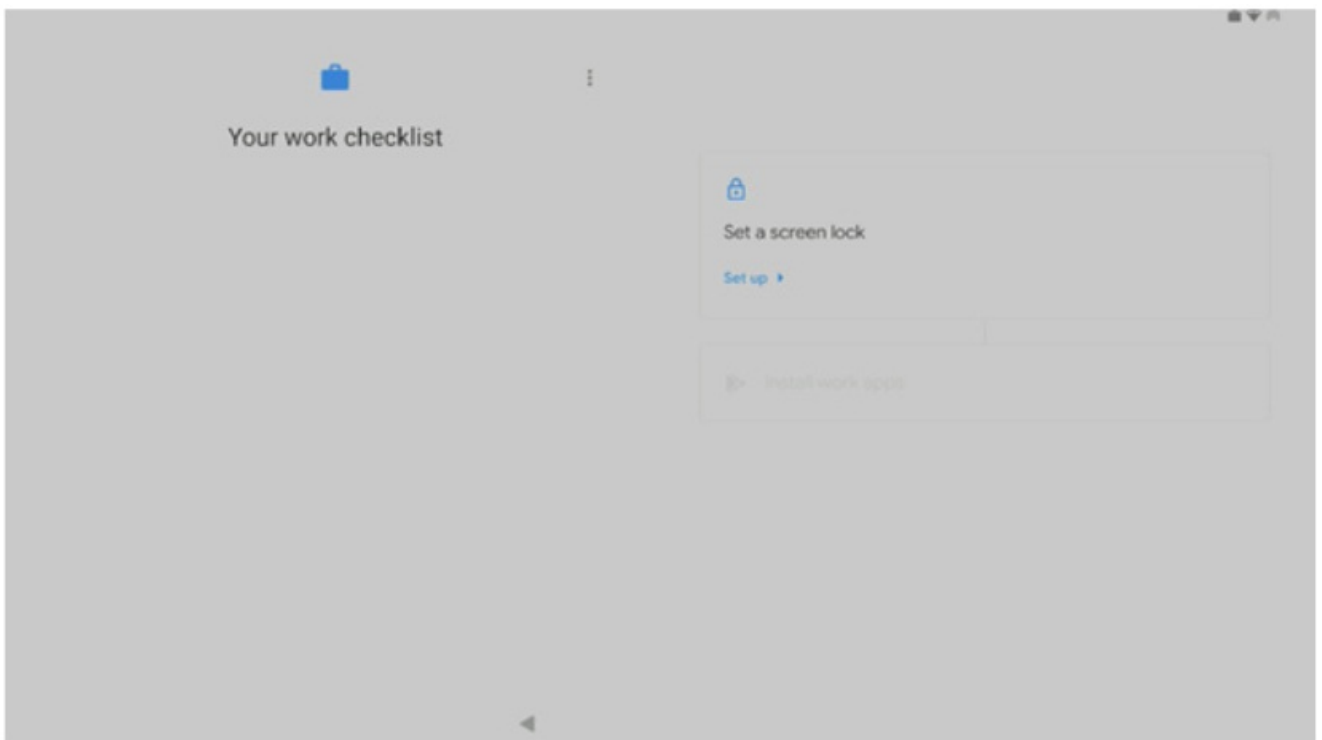 Your work checklist
Set a screen lock
Set up
Install work apps